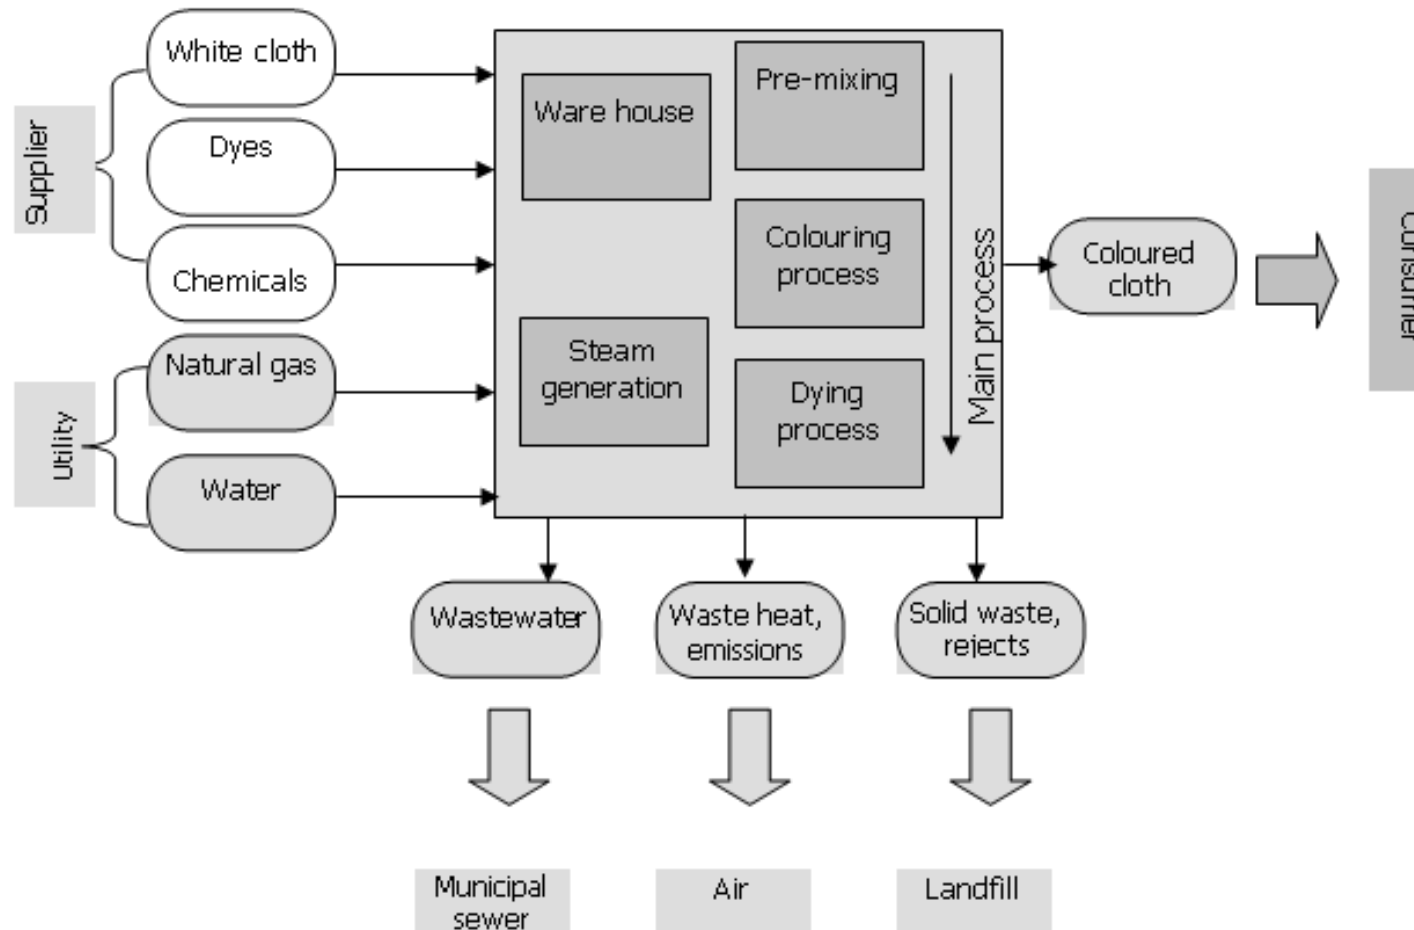 White cloth
Dyes
Chemicals
Supplier
Natural gas
Water
Utility
Ware house
Steam
generation
Pre-mixing
Colouring
process
Dying
process
Main process
Coloured
cloth
Consumer
Wastewater
Waste heat,
emissions
Solid waste,
rejects
Municipal
sewer
Air
Landfill